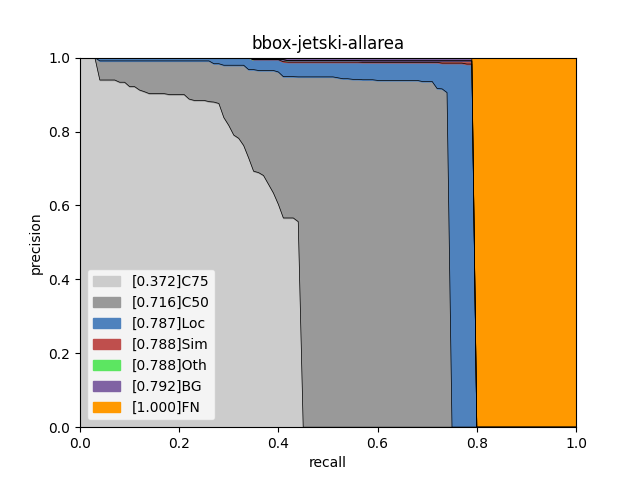 bbox-jetski-allarea
1.0
0.8
0.6
0.4
0.2
0.0
precision
[0.372]C75
[0.716]C50
[0.787]Loc
[0.788]Sim
[0.788]Oth
[0.792]BG
[1.000]FN
0.0 0.2 0.4 0.6 0.8 1.0
recall